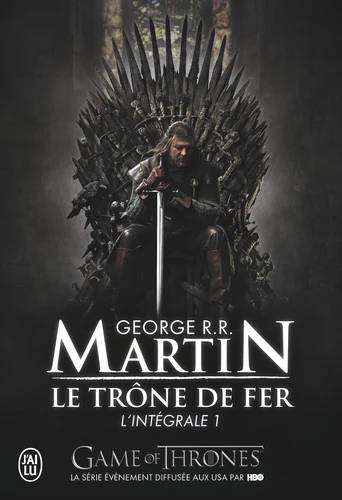 GEORGE R.R.
MARTIN
LE TRÔNE DE FER
L'INTÉGRALE 1
J'AI
LU
GAME OF THRONES
LA SÉRIE ÉVÉNEMENT DIFFUSÉE AUX USA PAR HBO